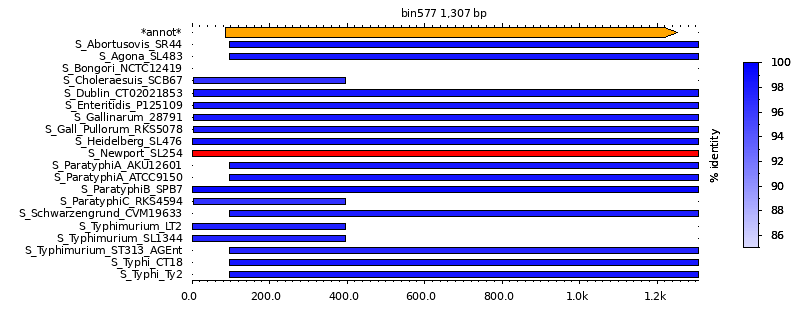 bin577 1,307 bp
*annot*
S_Abortusovis_SR44
S_Agona_SL483
S_Bongori_NCTC12419
S_Choleraesuis_SCB67
S_Dublin_CT02021853
S_Enteritidis_P125109
S_Gallinarum_28791
S_Gall_Pullorum_RKS5078
S_Heidelberg_SL476
S_Newport_SL254
S_ParatyphiA_AKU12601
S_ParatyphiA_ATCC9150
S_ParatyphiB_SPB7
S_ParatyphiC_RKS4594
S_Schwarzengrund_CVM19633
S_Typhimurium_LT2
S_Typhimurium_SL1344
S_Typhimurium_ST313_AGEnt
S_Typhi_CT18
S_Typhi_Ty2
0.0 200.0 400.0 600.0 800.0 1.0k 1.2k
100
98
96
94
92
90
88
86
% identity